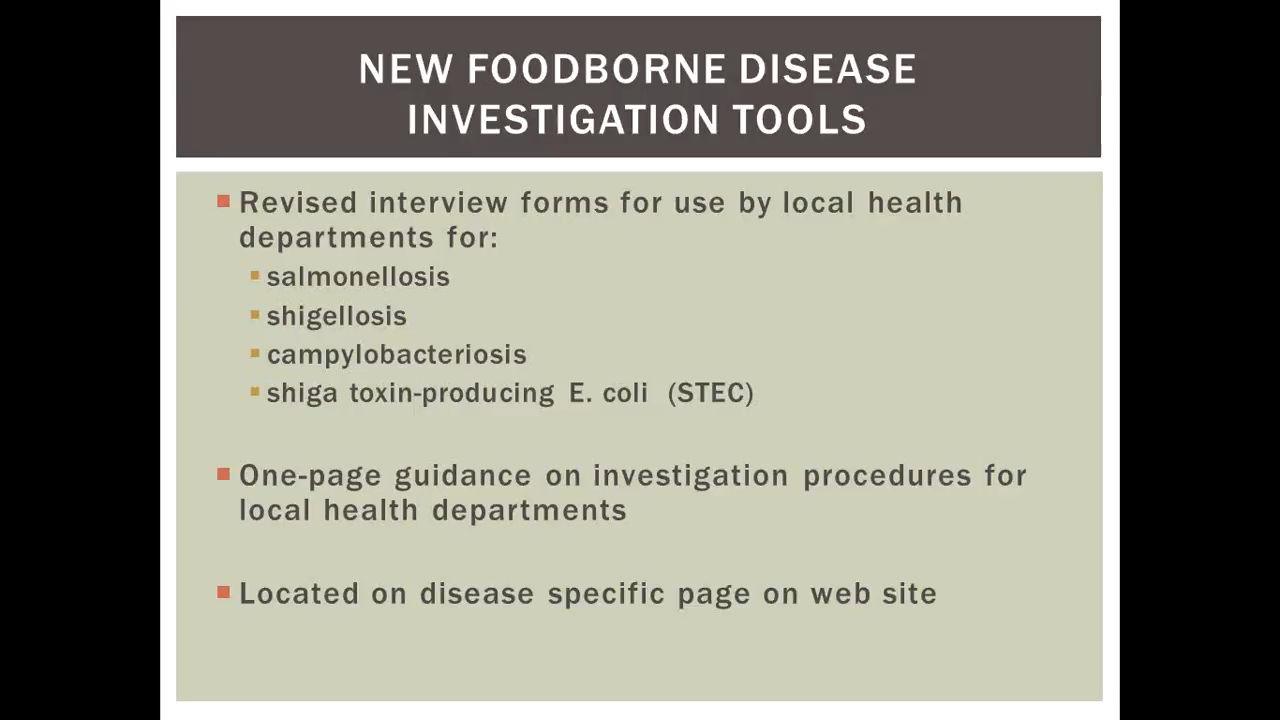 NEW FOODBORNE DISEASE
INVESTIGATION TOOLS
Revised interview forms for use by local health
departments for:
salmonellosis
shigellosis
campylobacteriosis
shiga toxin-producing E. coli (STEC)
One-page guidance on investigation procedures for
local health departments
Located on disease specific page on web site